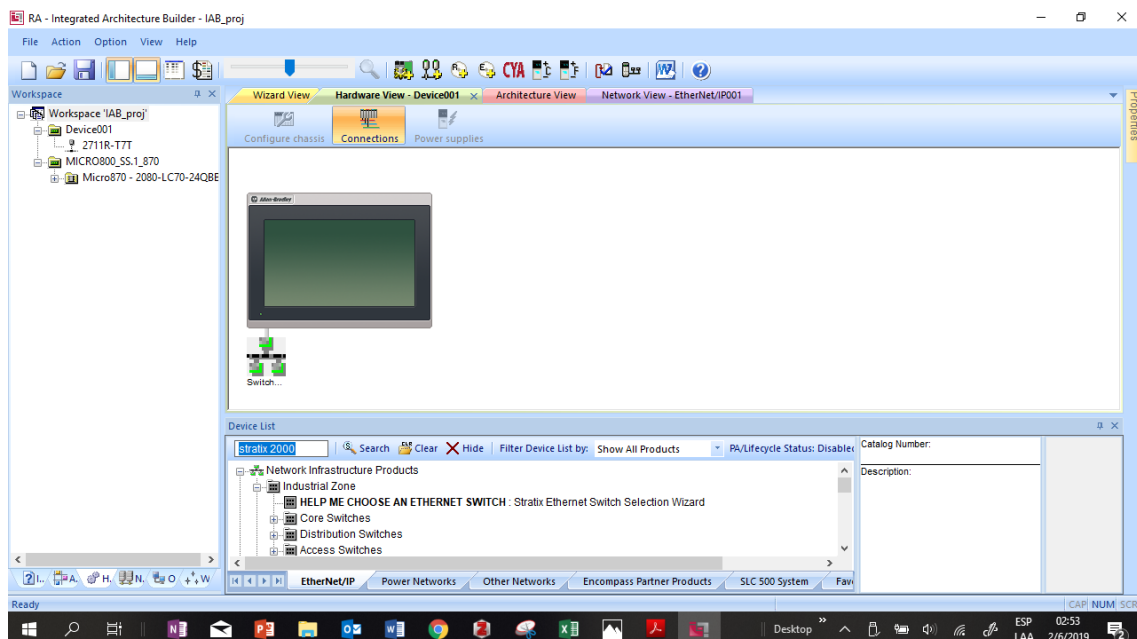 RA - Integrated Architecture Builder - IAB_proj
File Action Option View Help
CYA
Workspace
Workspace 'IAB_proj'
Device001
2711R-T7T
MICRO800_SS.1_870
Micro870 - 2080-LC70-24QBE
Wizard View
Hardware View - Device001
Architecture View
Network View - EtherNet/IP001
Properties
Configure chassis
Connections
Power supplies
Allen-Bradley
Switch...
Device List
stratix 2000
Search
Clear
Hide
Filter Device List by:
Show All Products
PA/Lifecycle Status: Disablec
Network Infrastructure Products
Industrial Zone
HELP ME CHOOSE AN ETHERNET SWITCH : Stratix Ethernet Switch Selection Wizard
Core Switches
Distribution Switches
Access Switches
Catalog Number:
Description:
I..
A.
H.
N.
O
W
EtherNet/IP
Power Networks
Other Networks
Encompass Partner Products
SLC 500 System
Fav
Ready
CAP NUM SCR
Desktop
ESP
LAA
02:53
2/6/2019